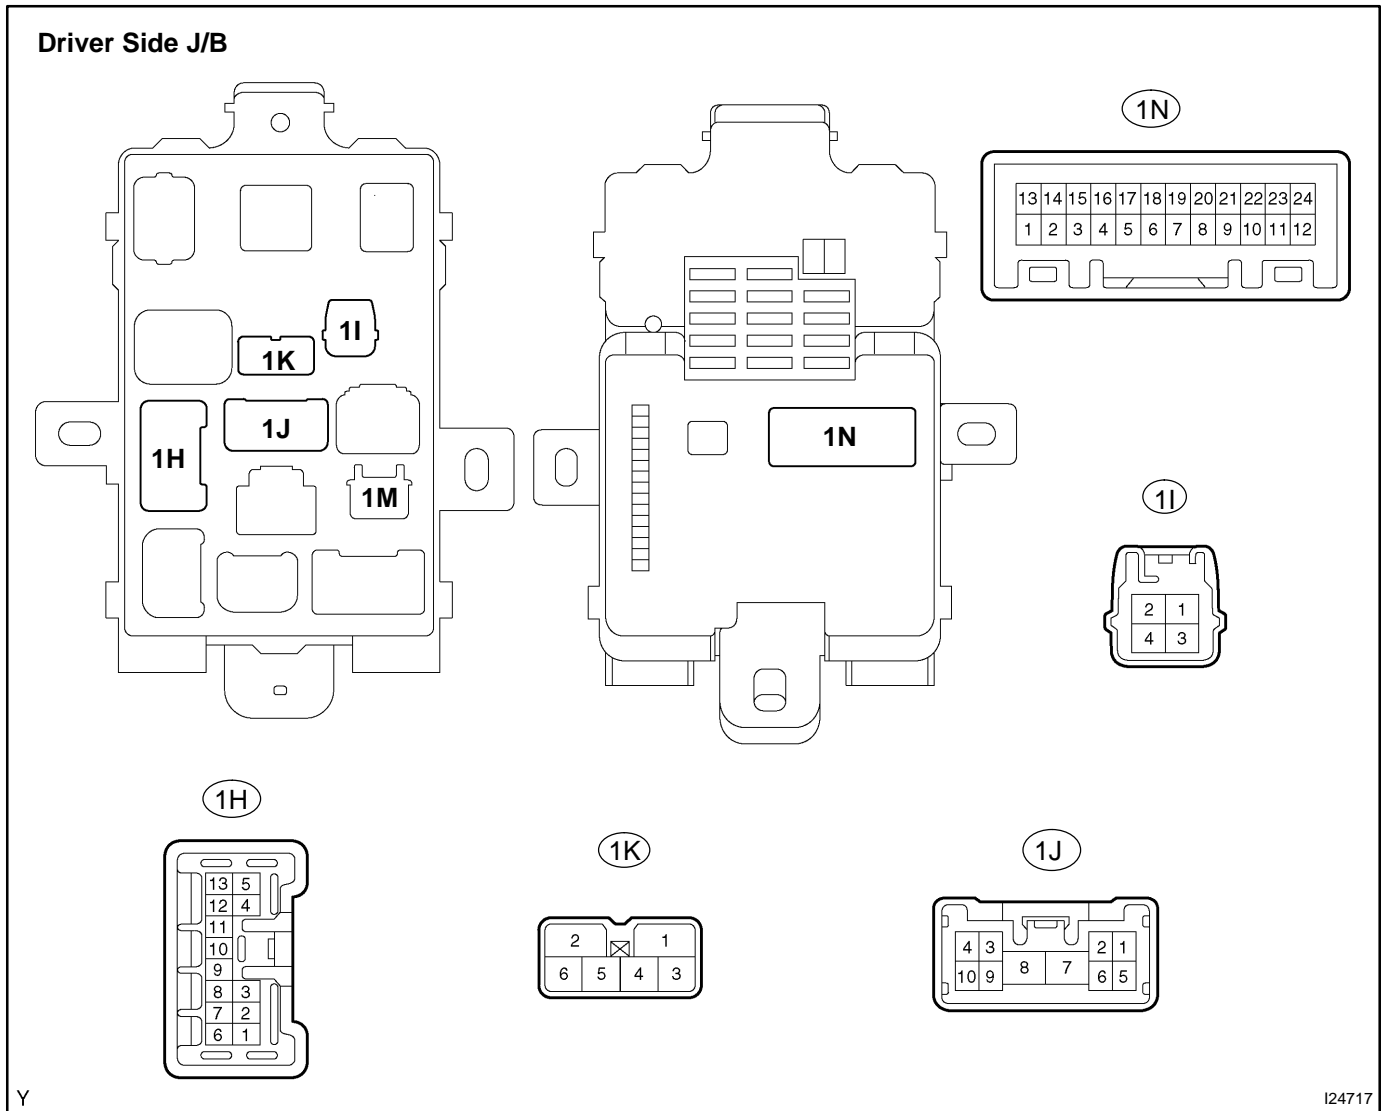 Driver Side J/B
1N
13 14 15 16 17 18 19 20 21 22 23 24
1 2 3 4 5 6 7 8 9 10 11 12
1I
1K
1J
1H
1M
1N
1I
2 1
4 3
1H
13 5
12 4
11
10
9
8 3
7 2
6 1
1K
2 1
6 5 4 3
1J
4 3 2 1
10 9 8 7 6 5
Y
I24717